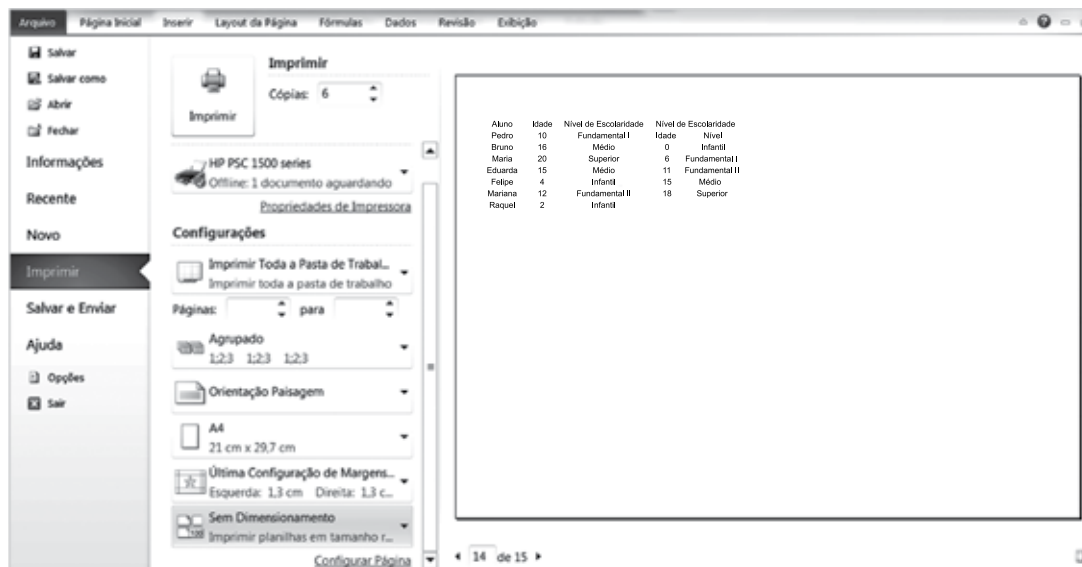 Arquivo Página Inicial Inserir Layout da Página Fórmulas Dados Revisão Exibição
Salvar
Salvar como
Abrir
Fechar
Informações
Recente
Novo
Imprimir
Salvar e Enviar
Ajuda
Opções
Sair
Imprimir
Imprimir
Cópias: 6
HP PSC 1500 series
Offline: 1 documento aguardando
Propriedades de Impressora
Configurações
Imprimir Toda a Pasta de Trabal...
Imprimir toda a pasta de trabalho
Páginas: para
Agrupado
1;2;3 1;2;3 1;2;3
Orientação Paisagem
A4
21 cm x 29,7 cm
Última Configuração de Margens...
Esquerda: 1,3 cm Direita: 1,3 c...
Sem Dimensionamento
100
Imprimir planilhas em tamanho r...
Configurar Página
Aluno Idade Nível de Escolaridade Nível de Escolaridade
Pedro 10 Fundamental I Idade Nível
Bruno 16 Médio 0 Infantil
Maria 20 Superior 6 Fundamental I
Eduarda 15 Médio 11 Fundamental II
Felipe 4 Infantil 15 Médio
Mariana 12 Fundamental II 18 Superior
Raquel 2 Infantil
14 de 15